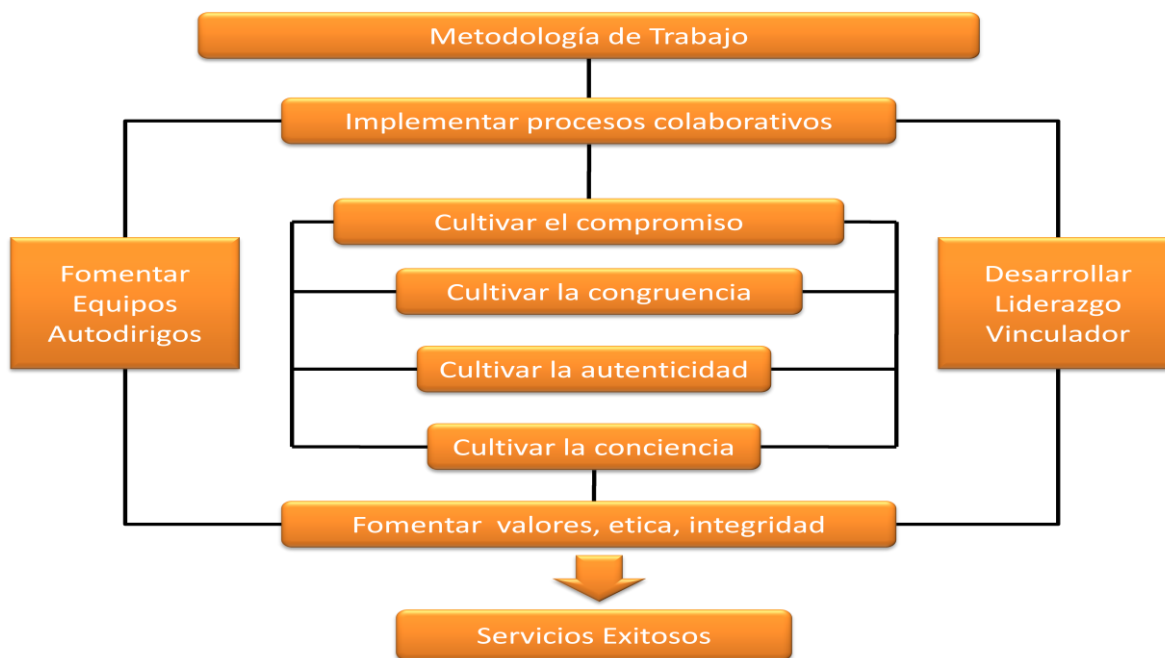 Metodología de Trabajo
Implementar procesos colaborativos
Cultivar el compromiso
Fomentar
Equipos
Autodirigos
Desarrollar
Liderazgo
Vinculador
Cultivar la congruencia
Cultivar la autenticidad
Cultivar la conciencia
Fomentar  valores, etica, integridad
Servicios Exitosos